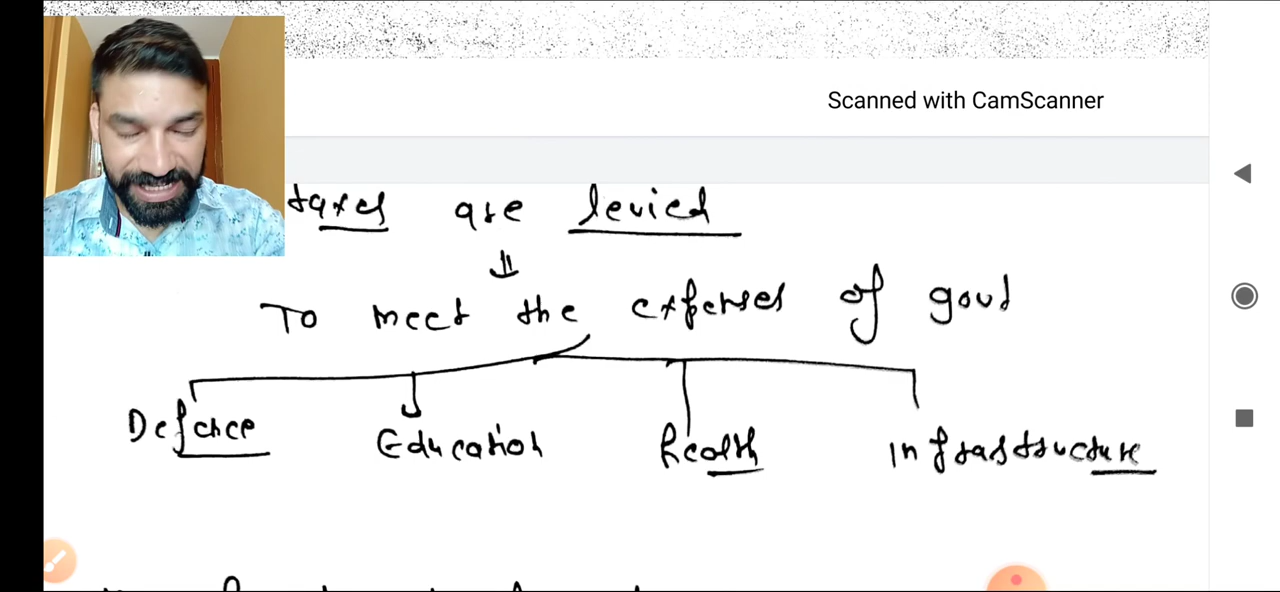 Scanned with CamScanner
taxes are levied
To meet the expenses of govt
Defence Education health Infrastructure